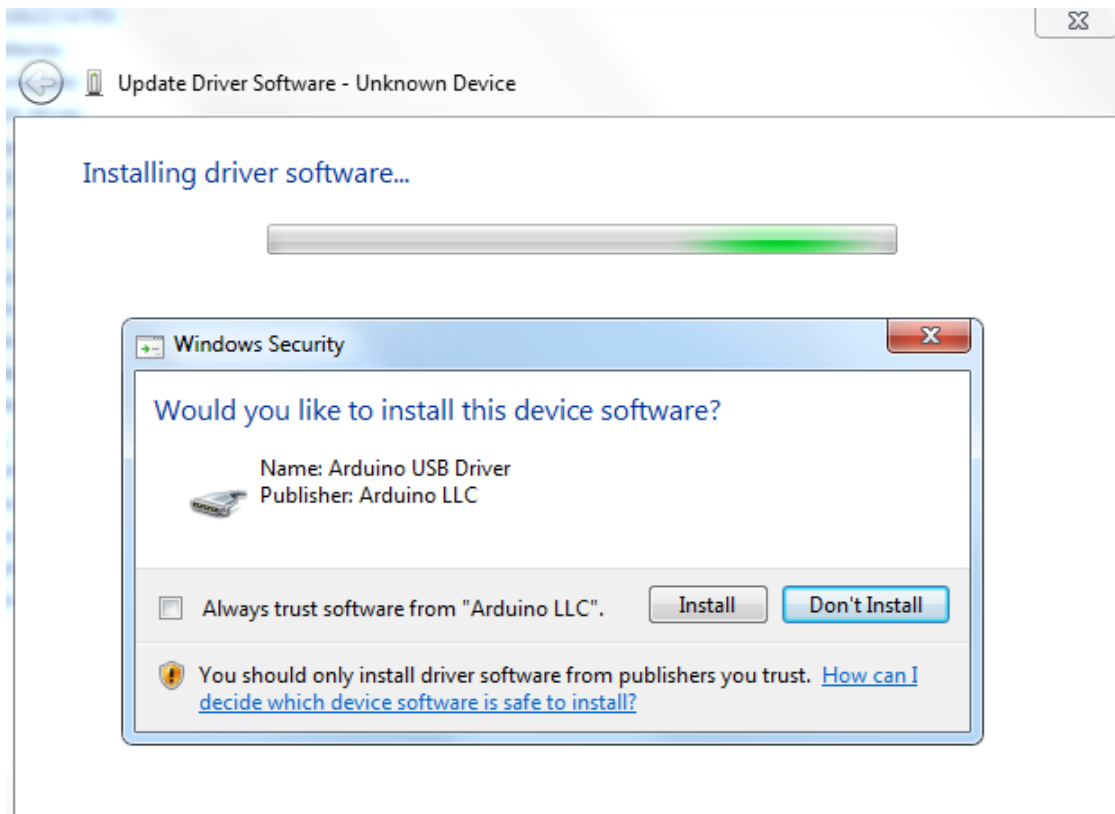 Update Driver Software - Unknown Device
Installing driver software...
Windows Security
Would you like to install this device software?
Name: Arduino USB Driver
Publisher: Arduino LLC
Always trust software from "Arduino LLC".
Install
Don't Install
You should only install driver software from publishers you trust. How can I
decide which device software is safe to install?